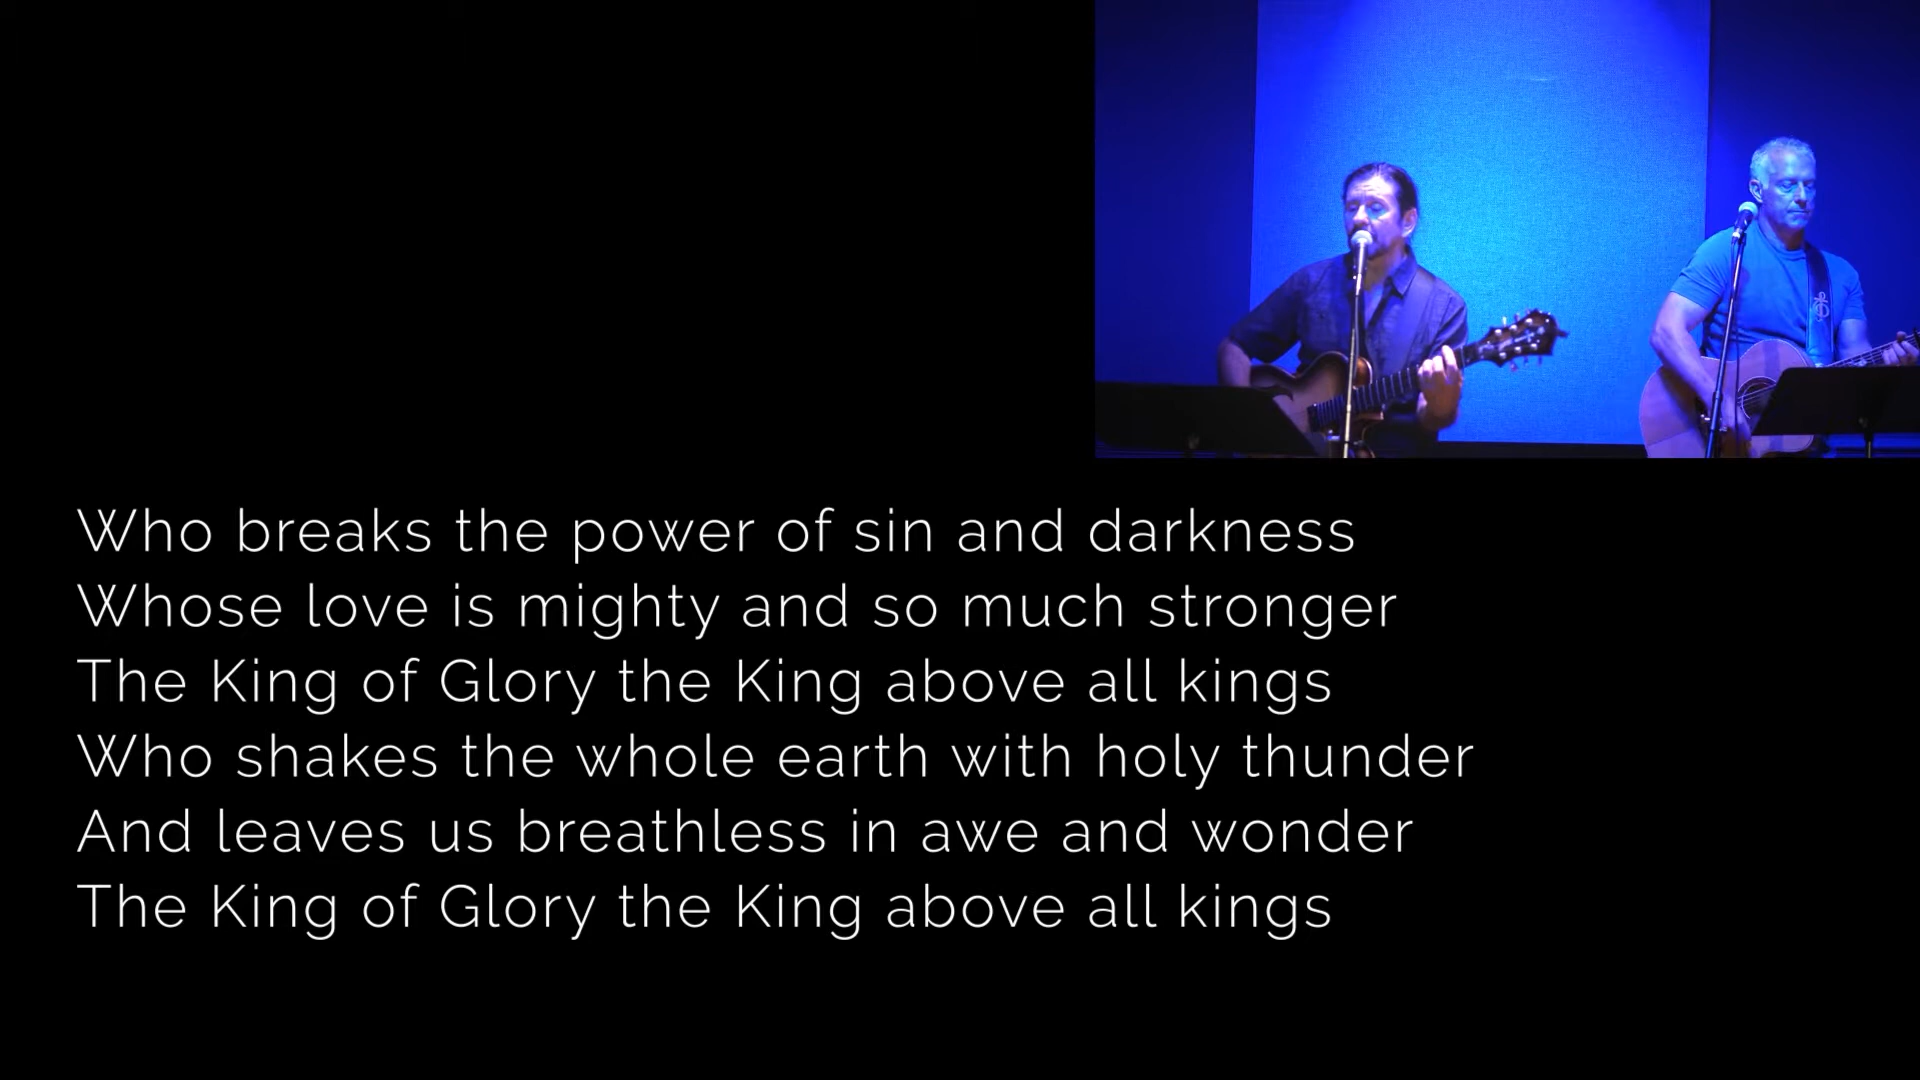 Who breaks the power of sin and darkness
Whose love is mighty and so much stronger
The King of Glory the King above all kings
Who shakes the whole earth with holy thunder
And leaves us breathless in awe and wonder
The King of Glory the King above all kings